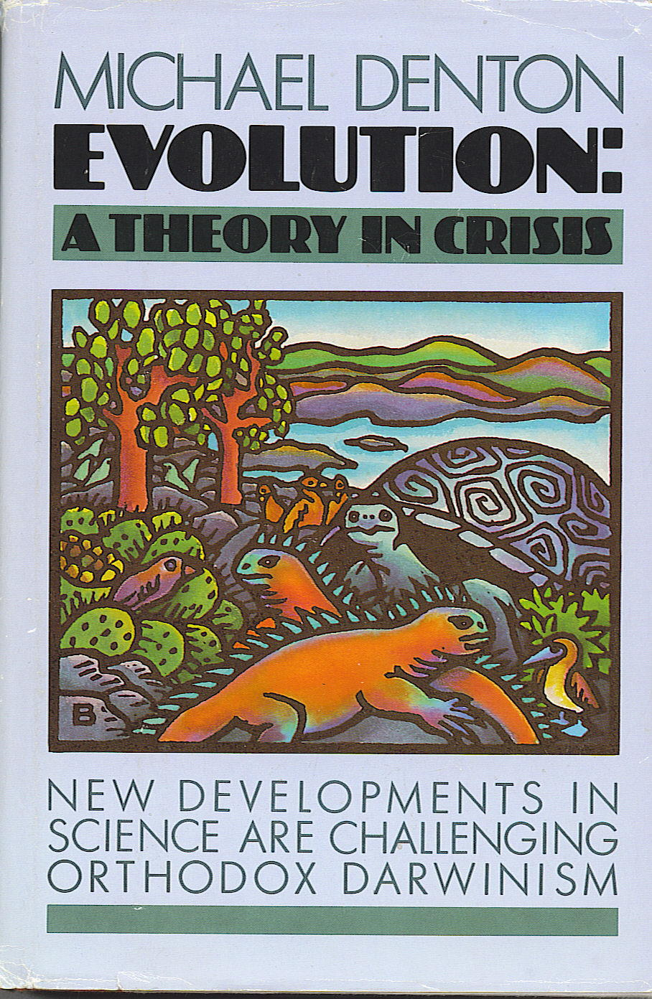 MICHAEL DENTON
EVOLUTION:
A THEORY IN CRISIS
B
NEW DEVELOPMENTS IN
SCIENCE ARE CHALLENGING
ORTHODOX DARWINISM